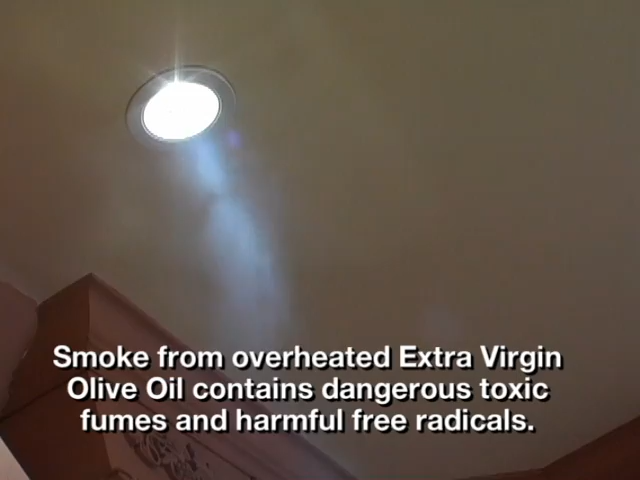 Smoke from overheated Extra Virgin
Olive Oil contains dangerous toxic
fumes and harmful free radicals.